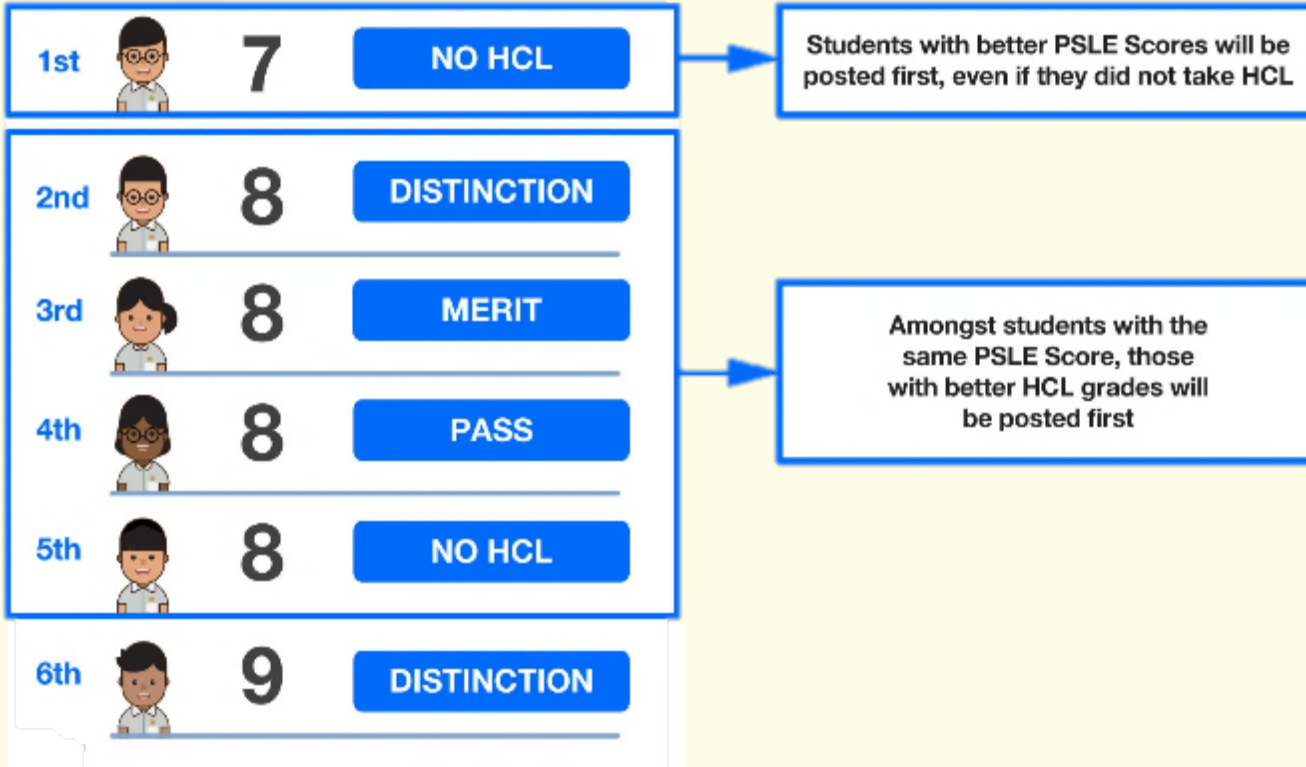 1st 7 NO HCL
Students with better PSLE Scores will be
posted first, even if they did not take HCL
2nd 8 DISTINCTION
3rd 8 MERIT
4th 8 PASS
5th 8 NO HCL
Amongst students with the
same PSLE Score, those
with better HCL grades will
be posted first
6th 9 DISTINCTION